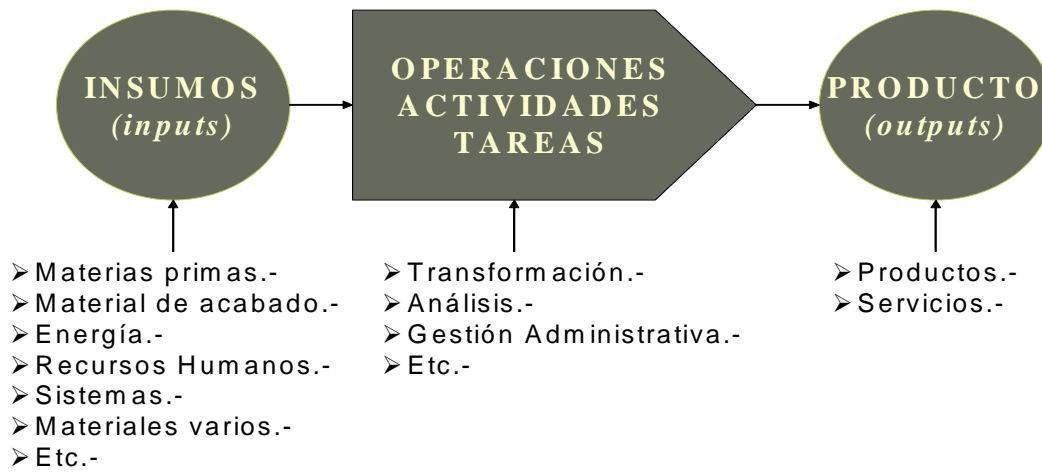 INSUMOS
(inputs)
OPERACIONES
ACTIVIDADES
TAREAS
PRODUCTO
(outputs)
➢ Materias primas.-
➢ Material de acabado.-
➢ Energía.-
➢ Recursos Humanos.-
➢ Sistemas.-
➢ Materiales varios.-
➢ Etc.-
➢ Transformación.-
➢ Análisis.-
➢ Gestión Administrativa.-
➢ Etc.-
➢ Productos.-
➢ Servicios.-